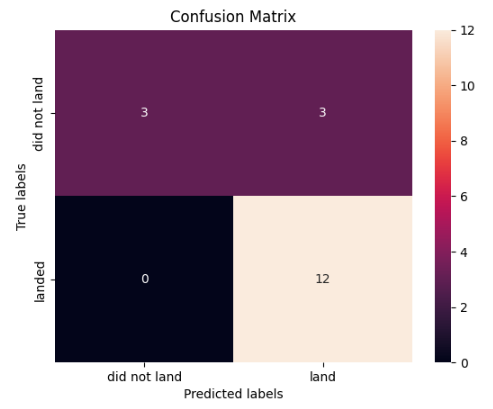 Confusion Matrix
True labels
did not land
landed
3
3
0
12
did not land
land
Predicted labels
12
10
8
6
4
2
0